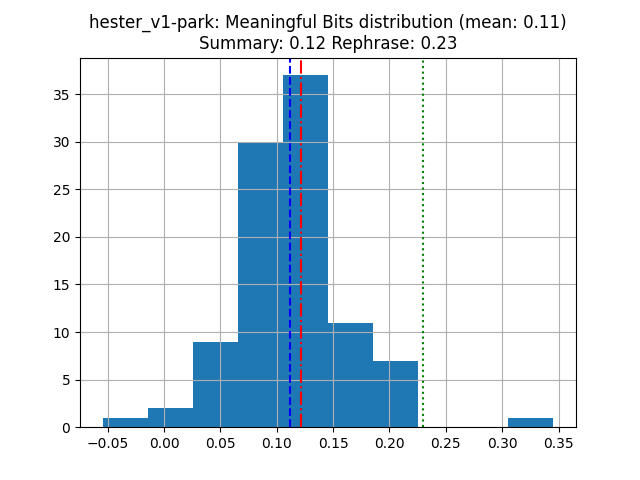 hester_v1-park: Meaningful Bits distribution (mean: 0.11)
Summary: 0.12 Rephrase: 0.23
35
30
25
20
15
10
5
0
−0.05 0.00 0.05 0.10 0.15 0.20 0.25 0.30 0.35